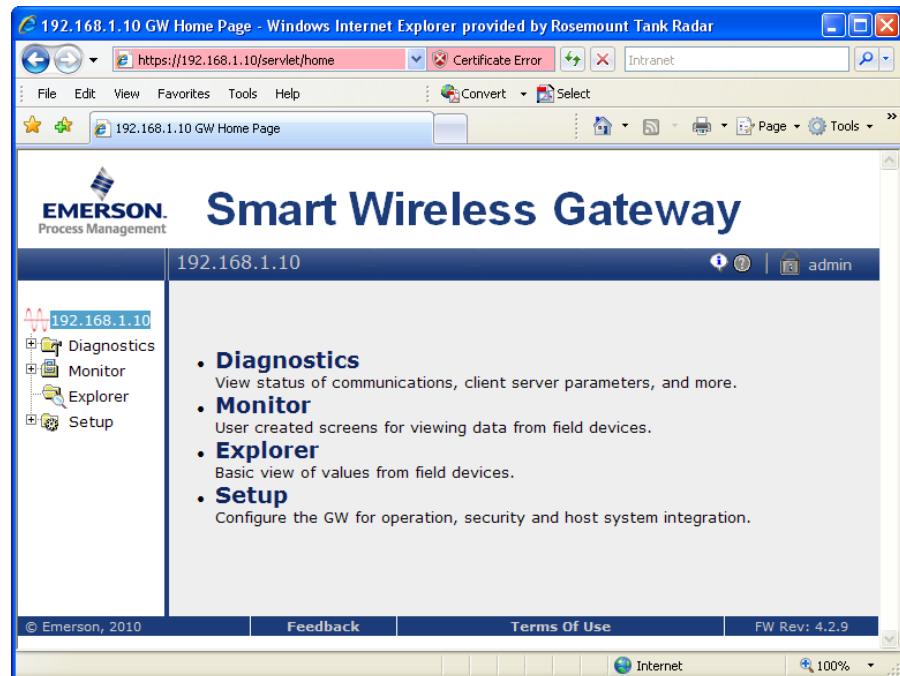 192.168.1.10 GW Home Page - Windows Internet Explorer provided by Rosemount Tank Radar
https://192.168.1.10/servlet/home
Certificate Error
Intranet
File Edit View Favorites Tools Help
Convert
Select
192.168.1.10 GW Home Page
Page
Tools
EMERSON.
Process Management
Smart Wireless Gateway
192.168.1.10
admin
192.168.1.10
Diagnostics
Monitor
Explorer
Setup
• Diagnostics
View status of communications, client server parameters, and more.
• Monitor
User created screens for viewing data from field devices.
• Explorer
Basic view of values from field devices.
• Setup
Configure the GW for operation, security and host system integration.
© Emerson, 2010
Feedback
Terms Of Use
FW Rev: 4.2.9
Internet
100%